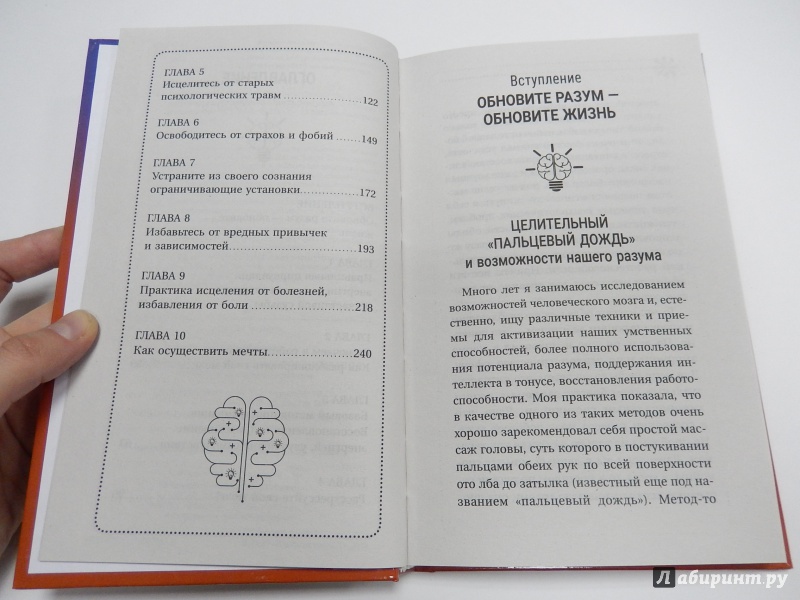 ГЛАВА 5
Исцелитесь от старых
психологических травм ..................122
ГЛАВА 6
Освободитесь от страхов и фобий .....149
ГЛАВА 7
Устраните из своего сознания
ограничивающие установки..............172
ГЛАВА 8
Избавьтесь от вредных привычек
и зависимостей.............................193
ГЛАВА 9
Практика исцеления от болезней,
избавления от боли .......................218
ГЛАВА 10
Как осуществить мечты....................240
Вступление
ОБНОВИТЕ РАЗУМ —
ОБНОВИТЕ ЖИЗНЬ
ЦЕЛИТЕЛЬНЫЙ
«ПАЛЬЦЕВЫЙ ДОЖДЬ»
и возможности нашего разума
Много лет я занимаюсь исследованием
возможностей человеческого мозга и, есте-
ственно, ищу различные техники и прие-
мы для активизации наших умственных
способностей, более полного использова-
ния потенциала разума, поддержания ин-
теллекта в тонусе, восстановления работо-
способности. Моя практика показала, что
в качестве одного из таких методов очень
хорошо зарекомендовал себя простой мас-
саж головы, суть которого в постукивании
пальцами обеих рук по всей поверхности
ото лба до затылка (известный еще под на-
званием «пальцевый дождь»). Метод-то
Лабиринт.ру